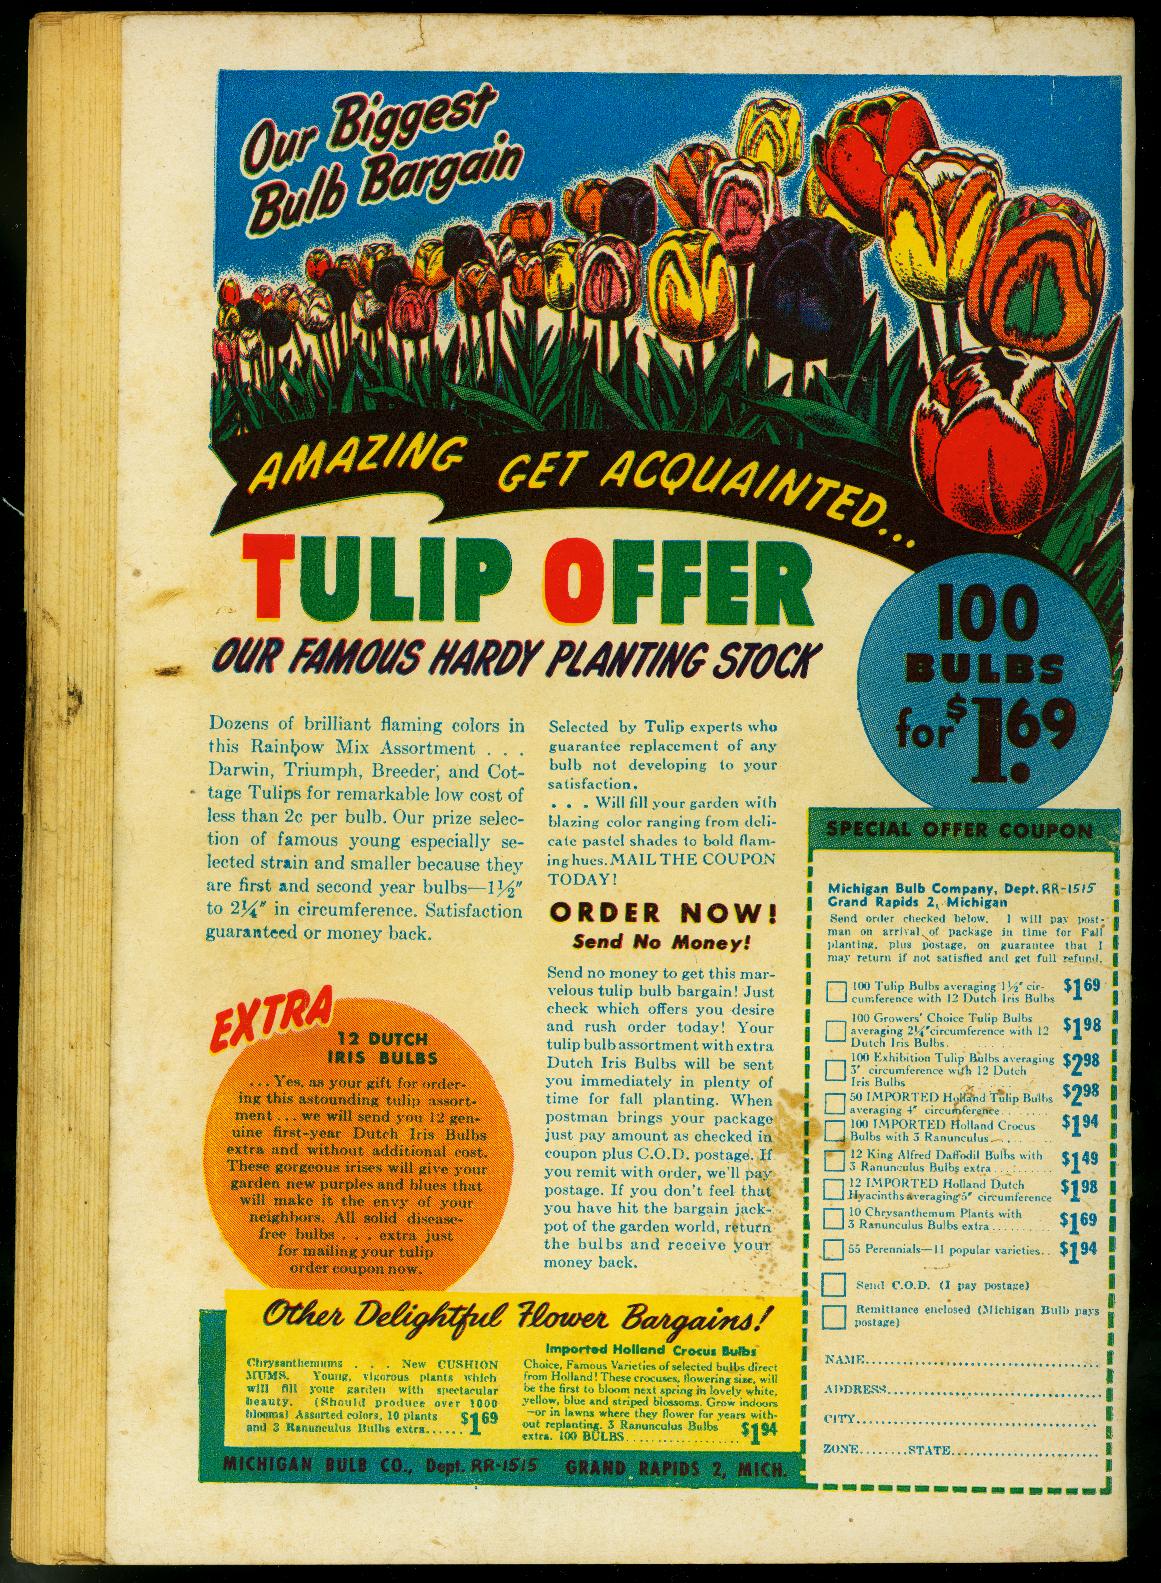 Our Biggest
Bulb Bargain
AMAZING GET ACQUAINTED...
TULIP OFFER
OUR FAMOUS HARDY PLANTING STOCK
100
BULBS
for $1.69
Dozens of brilliant flaming colors in
this Rainbow Mix Assortment . . .
Darwin, Triumph, Breeder, and Cot-
tage Tulips for remarkable low cost of
less than 2c per bulb. Our prize selec-
tion of famous young especially se-
lected strain and smaller because they
are first and second year bulbs—1½"
to 2¼" in circumference. Satisfaction
guaranteed or money back.
Selected by Tulip experts who
guarantee replacement of any
bulb not developing to your
satisfaction.
. . . Will fill your garden with
blazing color ranging from deli-
cate pastel shades to bold flam-
ing hues. MAIL THE COUPON
TODAY!
ORDER NOW!
Send No Money!
Send no money to get this mar-
velous tulip bulb bargain! Just
check which offers you desire
and rush order today! Your
tulip bulb assortment with extra
Dutch Iris Bulbs will be sent
you immediately in plenty of
time for fall planting. When
postman brings your package
just pay amount as checked in
coupon plus C.O.D. postage. If
you remit with order, we'll pay
postage. If you don't feel that
you have hit the bargain jack-
pot of the garden world, return
the bulbs and receive your
money back.
EXTRA
12 DUTCH
IRIS BULBS
. . . Yes, as your gift for order-
ing this astounding tulip assort-
ment . . . we will send you 12 gen-
uine first-year Dutch Iris Bulbs
extra and without additional cost.
These gorgeous irises will give your
garden new purples and blues that
will make it the envy of your
neighbors. All solid disease-
free bulbs . . . extra just
for mailing your tulip
order coupon now.
Other Delightful Flower Bargains!
Chrysanthemums . . . New CUSHION
MUMS. Young, vigorous plants which
will fill your garden with spectacular
beauty. (Should produce over 1000
blooms) Assorted colors, 10 plants
and 3 Ranunculus Bulbs extra...... $1.69
Imported Holland Crocus Bulbs
Choice, Famous Varieties of selected bulbs direct
from Holland! These crocuses, flowering size, will
be the first to bloom next spring in lovely white,
yellow, blue and striped blossoms. Grow indoors
—or in lawns where they flower for years with-
out replanting. 3 Ranunculus Bulbs
extra. 100 BULBS.................... $1.94
MICHIGAN BULB CO., Dept. RR-1515 GRAND RAPIDS 2, MICH.
SPECIAL OFFER COUPON
Michigan Bulb Company, Dept. RR-1515
Grand Rapids 2, Michigan
Send order checked below. I will pay post-
man on arrival of package in time for Fall
planting, plus postage, on guarantee that I
may return if not satisfied and get full refund.
100 Tulip Bulbs averaging 1½" cir-
cumference with 12 Dutch Iris Bulbs $1.69
100 Growers' Choice Tulip Bulbs
averaging 2¼" circumference with 12
Dutch Iris Bulbs. $1.98
100 Exhibition Tulip Bulbs averaging
3" circumference with 12 Dutch
Iris Bulbs $2.98
50 IMPORTED Holland Tulip Bulbs
averaging 4" circumference......... $2.98
100 IMPORTED Holland Crocus
Bulbs with 3 Ranunculus......... $1.94
12 King Alfred Daffodil Bulbs with
3 Ranunculus Bulbs extra......... $1.49
12 IMPORTED Holland Dutch
Hyacinths averaging 5" circumference $1.98
10 Chrysanthemum Plants with
3 Ranunculus Bulbs extra........... $1.69
55 Perennials—11 popular varieties.. $1.94
Send C.O.D. (I pay postage)
Remittance enclosed (Michigan Bulb pays
postage)
NAME........................................
ADDRESS....................................
CITY..........................................
ZONE........STATE.........................